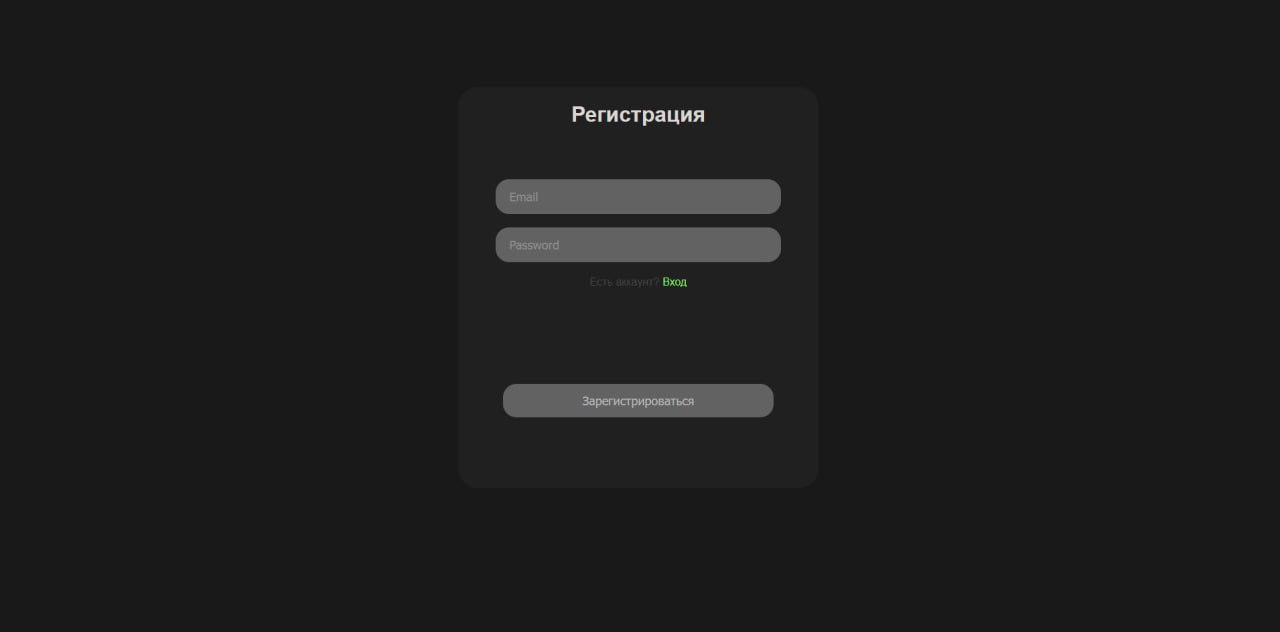 Регистрация
Email
Password
Есть аккаунт? Вход
Зарегистрироваться